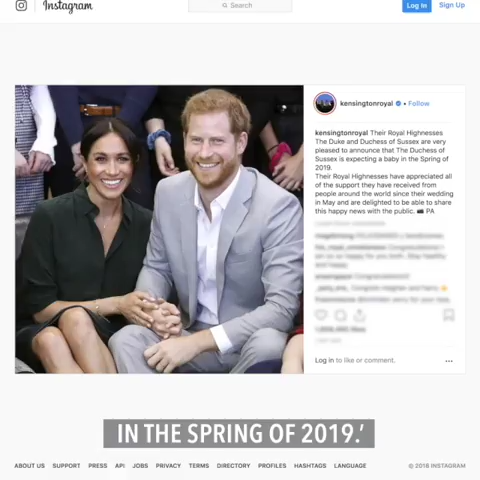 Instagram
Search
Log In
Sign Up
kensingtonroyal • Follow
kensingtonroyal Their Royal Highnesses
The Duke and Duchess of Sussex are very
pleased to announce that The Duchess of
Sussex is expecting a baby in the Spring of
2019.
Their Royal Highnesses have appreciated all
of the support they have received from
people around the world since their wedding
in May and are delighted to be able to share
this happy news with the public. 📷 PA
Log in to like or comment.
IN THE SPRING OF 2019.’
ABOUT US SUPPORT PRESS API JOBS PRIVACY TERMS DIRECTORY PROFILES HASHTAGS LANGUAGE
© 2018 INSTAGRAM